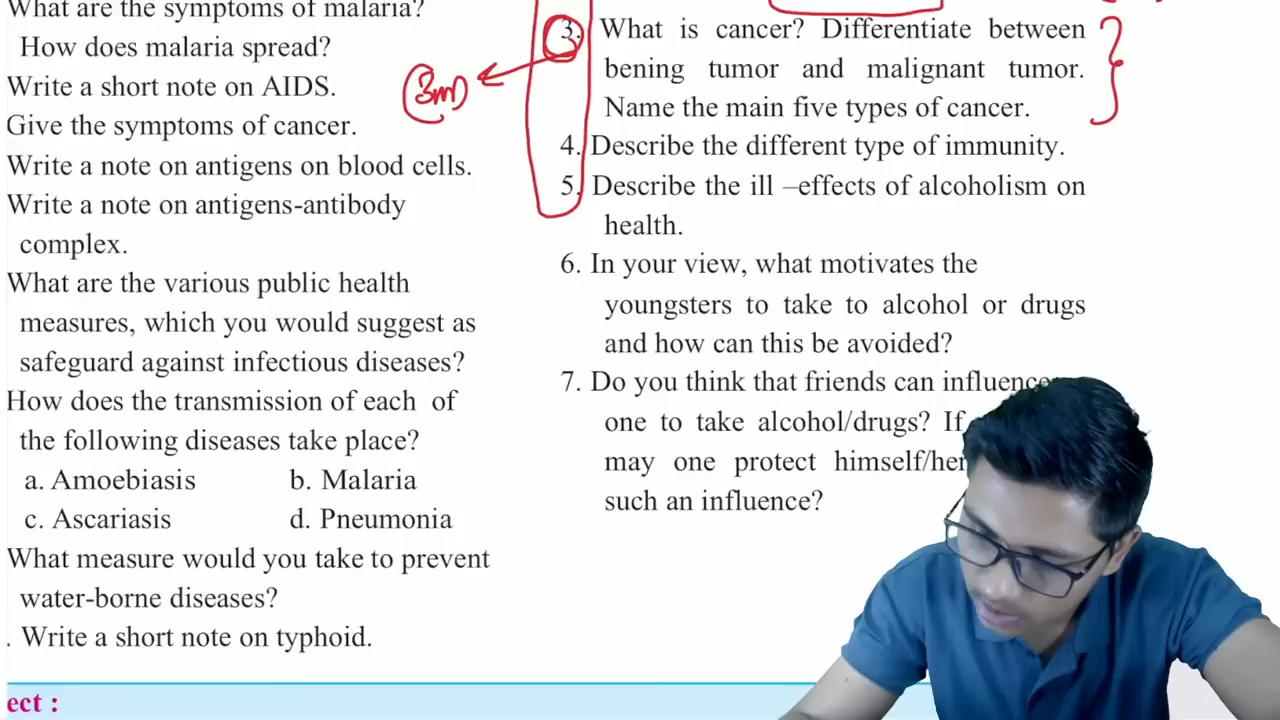 What are the symptoms of malaria?
How does malaria spread?
Write a short note on AIDS.
Give the symptoms of cancer.
Write a note on antigens on blood cells.
Write a note on antigens-antibody
complex.
What are the various public health
measures, which you would suggest as
safeguard against infectious diseases?
How does the transmission of each of
the following diseases take place?
a. Amoebiasis b. Malaria
c. Ascariasis d. Pneumonia
What measure would you take to prevent
water-borne diseases?
. Write a short note on typhoid.
ect :
3m
3. What is cancer? Differentiate between
bening tumor and malignant tumor.
Name the main five types of cancer.
4. Describe the different type of immunity.
5. Describe the ill –effects of alcoholism on
health.
6. In your view, what motivates the
youngsters to take to alcohol or drugs
and how can this be avoided?
7. Do you think that friends can influence
one to take alcohol/drugs? If
may one protect himself/her
such an influence?